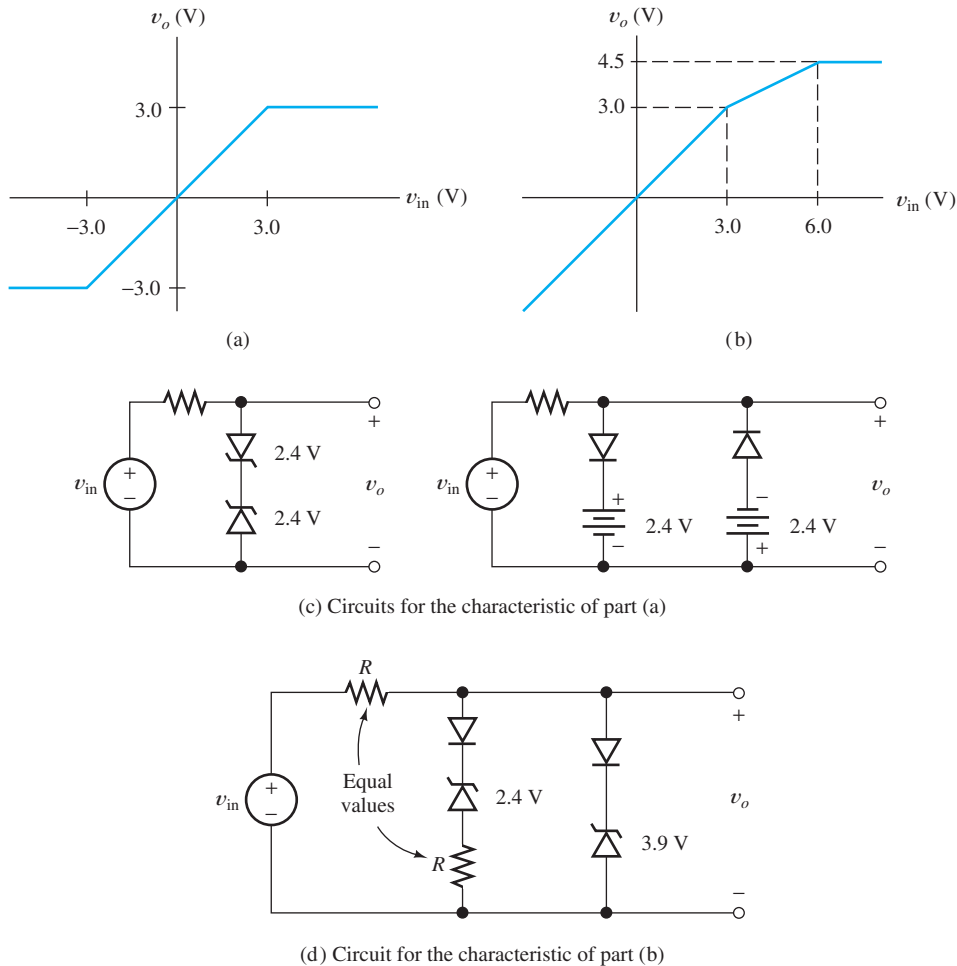 v_o (V)
3.0
v_in (V)
−3.0
3.0
−3.0
(a)
v_o (V)
4.5
3.0
v_in (V)
3.0
6.0
(b)
v_in
+
−
2.4 V
2.4 V
+
v_o
−
v_in
+
−
+
2.4 V
−
−
2.4 V
+
+
v_o
−
(c) Circuits for the characteristic of part (a)
R
v_in
+
−
Equal
values
R
2.4 V
3.9 V
+
v_o
−
(d) Circuit for the characteristic of part (b)